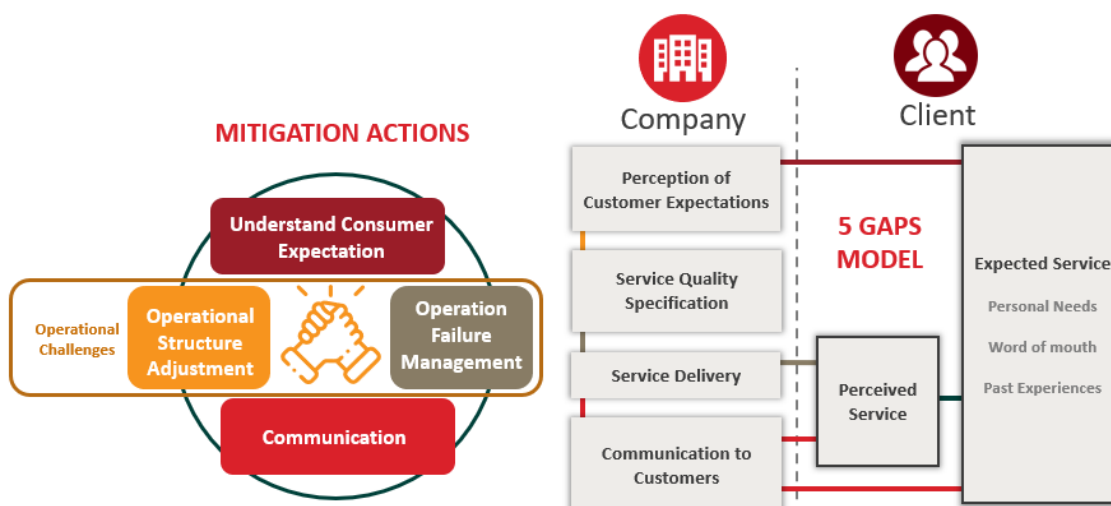 MITIGATION ACTIONS
Understand Consumer
Expectation
Operational
Challenges
Operational
Structure
Adjustment
Operation
Failure
Management
Communication
Company
Client
Perception of
Customer Expectations
Service Quality
Specification
Service Delivery
Communication to
Customers
5 GAPS
MODEL
Perceived
Service
Expected Service
Personal Needs
Word of mouth
Past Experiences